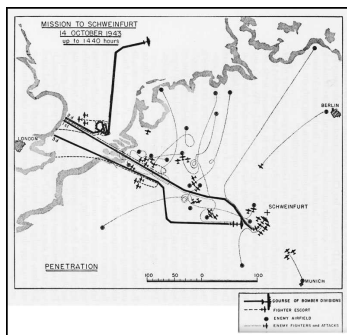 MISSION TO SCHWEINFURT
14 OCTOBER 1943
up to 1440 hours
BERLIN
LONDON
SCHWEINFURT
PENETRATION
100 0 100
MUNICH
COURSE OF BOMBER DIVISIONS
FIGHTER ESCORT
ENEMY AIRFIELD
ENEMY FIGHTERS AND ATTACKS